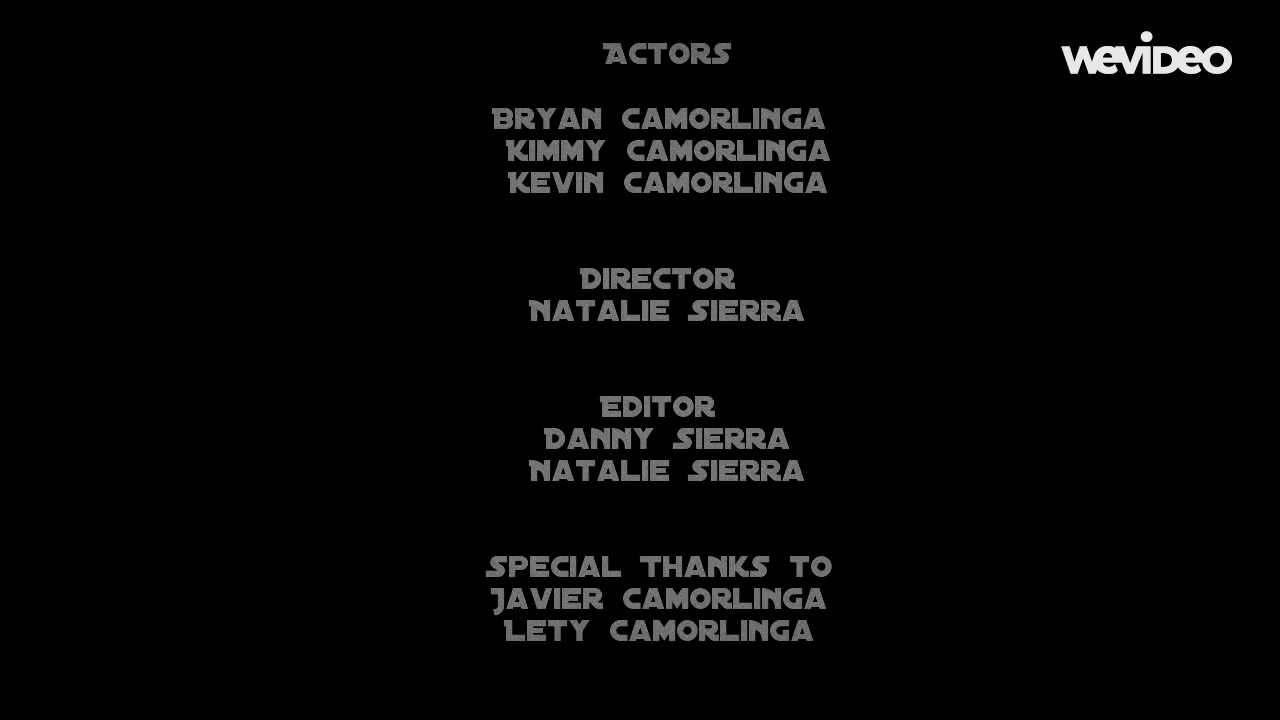 Actors
WeVideo
Bryan Camorlinga
Kimmy Camorlinga
Kevin Camorlinga
Director
Natalie Sierra
Editor
Danny Sierra
Natalie Sierra
Special thanks to
Javier Camorlinga
Lety Camorlinga